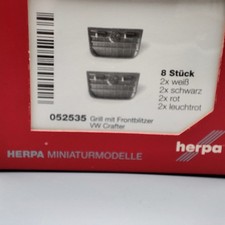 8 Stück
2x weiß
2x schwarz
2x rot
2x leuchtrot
052535 Grill mit Frontblitzer
VW Crafter
HERPA MINIATURMODELLE
herpa